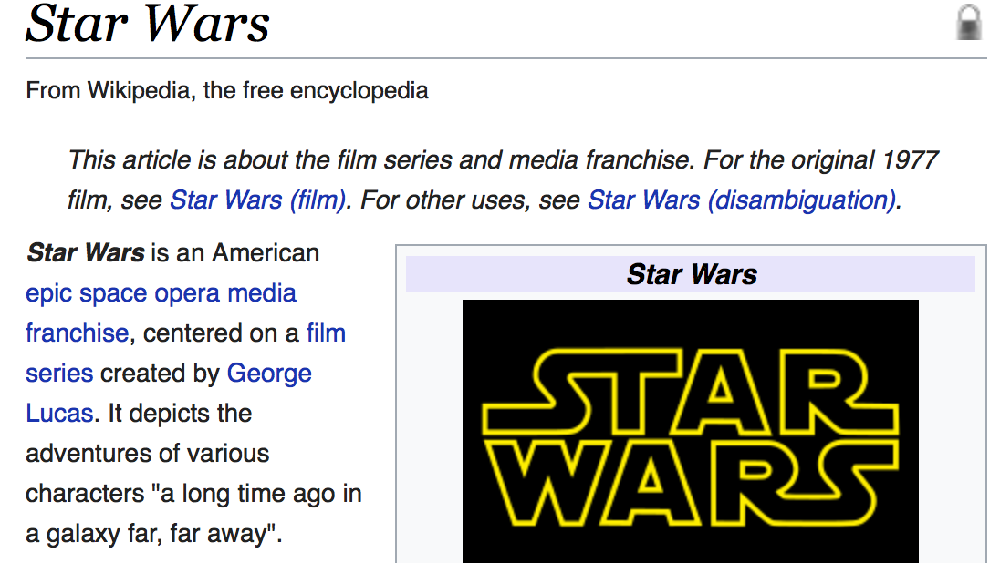 Star Wars
From Wikipedia, the free encyclopedia
This article is about the film series and media franchise. For the original 1977
film, see Star Wars (film). For other uses, see Star Wars (disambiguation).
Star Wars is an American
epic space opera media
franchise, centered on a film
series created by George
Lucas. It depicts the
adventures of various
characters "a long time ago in
a galaxy far, far away".
Star Wars
STAR
WARS